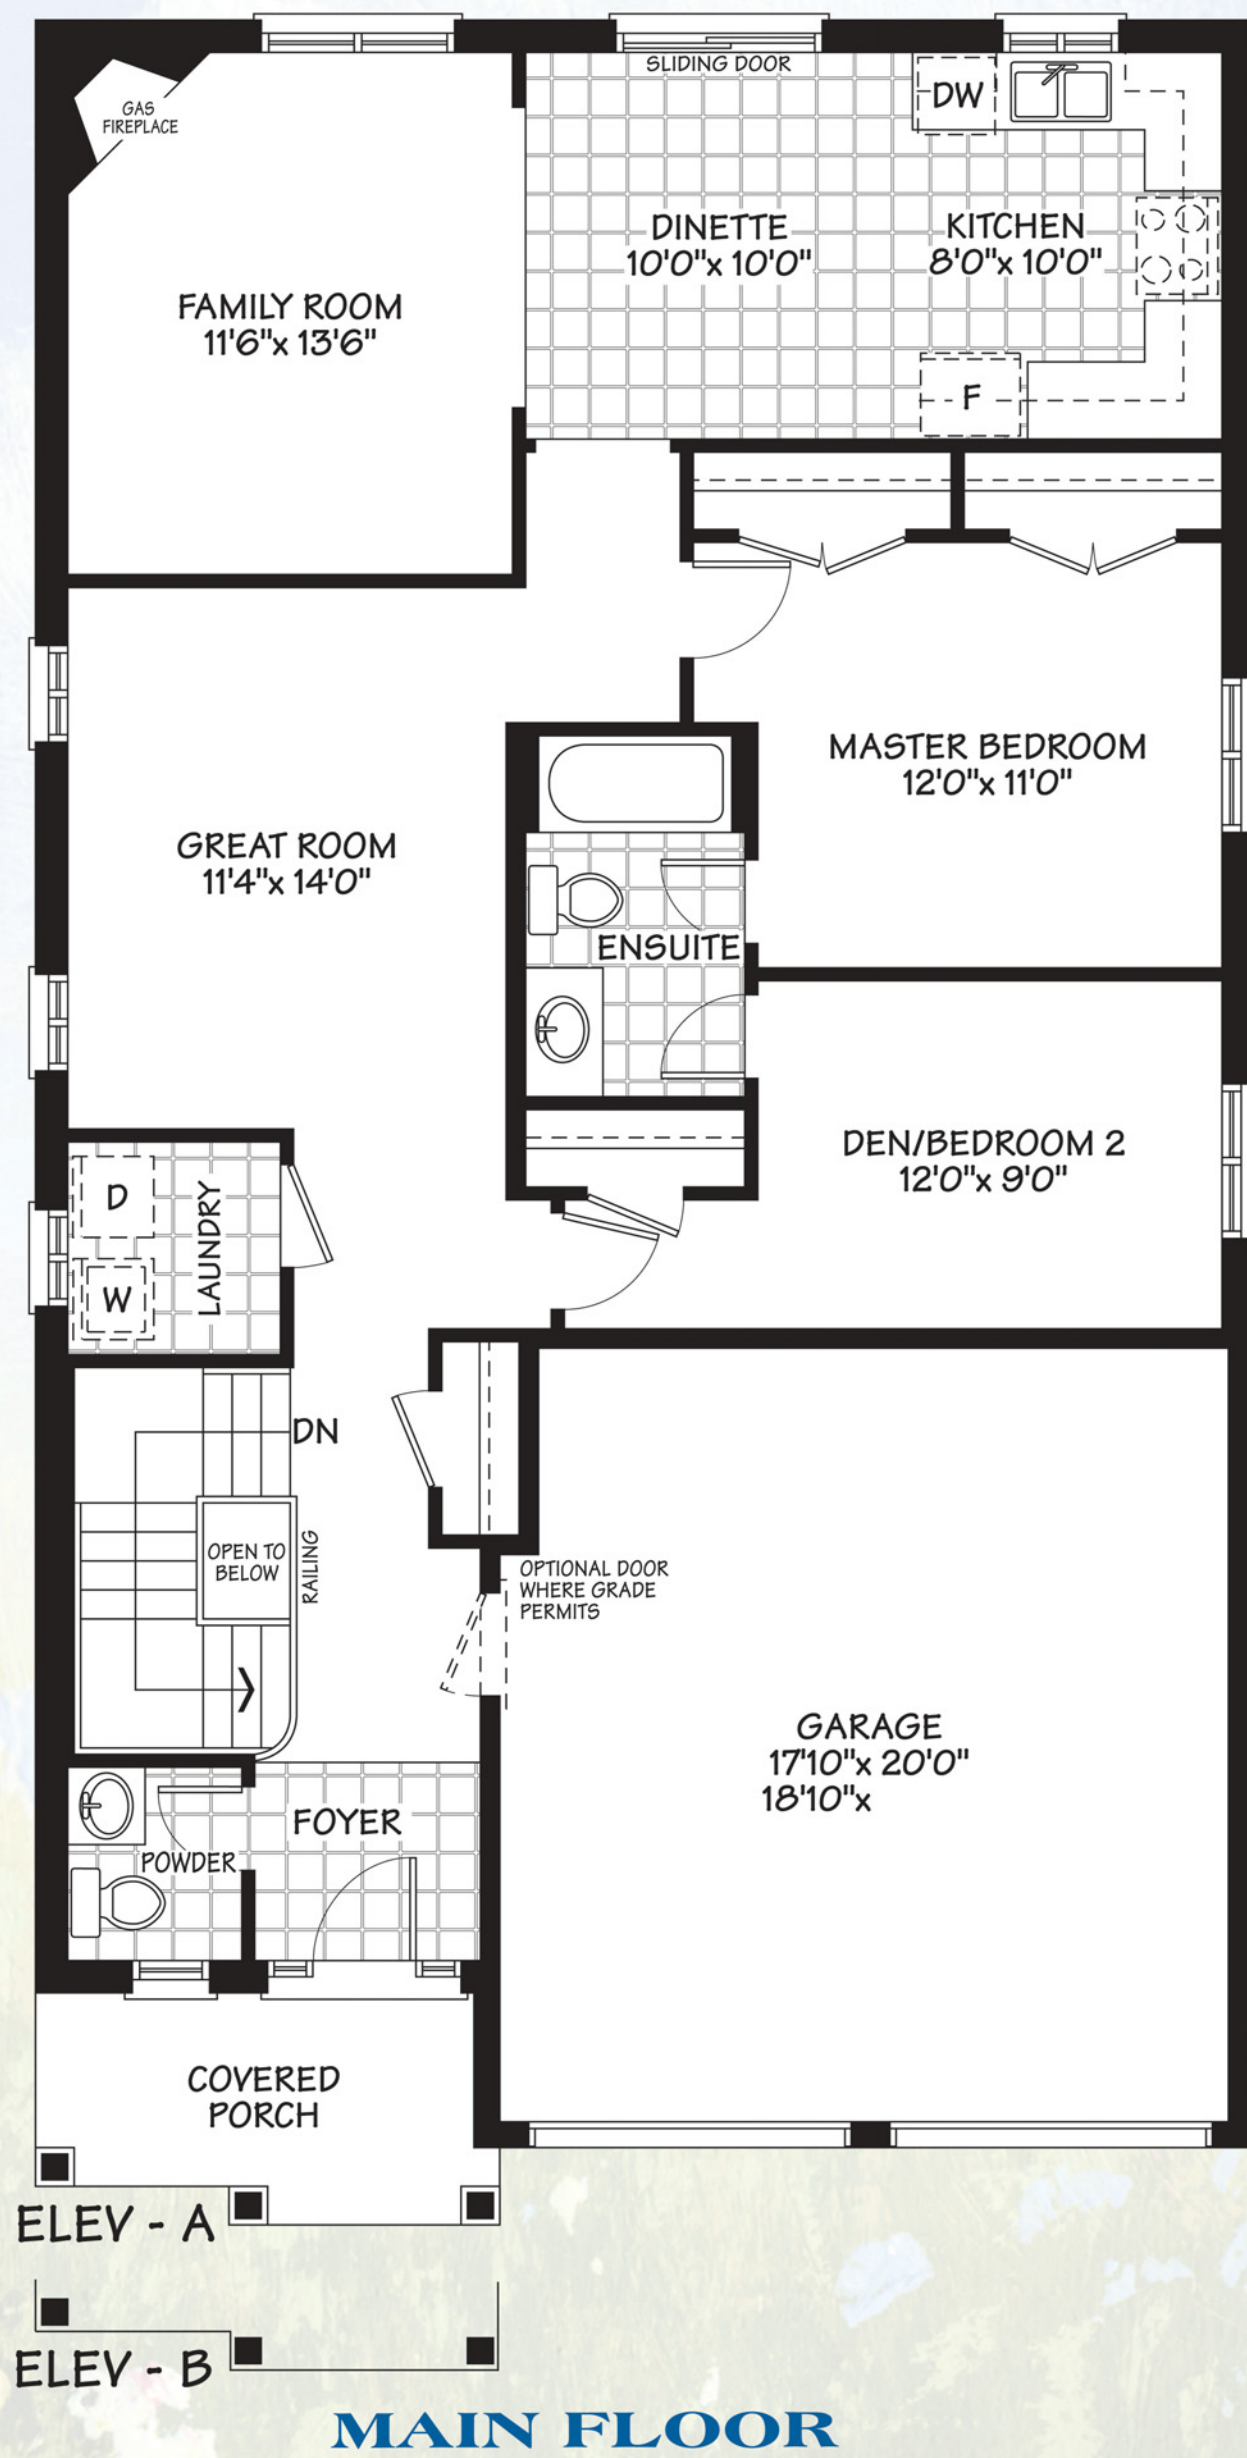 SLIDING DOOR
DW
GAS
FIREPLACE
DINETTE
10'0"x 10'0"
KITCHEN
8'0"x 10'0"
FAMILY ROOM
11'6"x 13'6"
F
MASTER BEDROOM
12'0"x 11'0"
GREAT ROOM
11'4"x 14'0"
ENSUITE
DEN/BEDROOM 2
12'0"x 9'0"
D
W
LAUNDRY
DN
OPEN TO
BELOW
RAILING
OPTIONAL DOOR
WHERE GRADE
PERMITS
GARAGE
17'10"x 20'0"
18'10"x
FOYER
POWDER
COVERED
PORCH
ELEV - A
ELEV - B
MAIN FLOOR